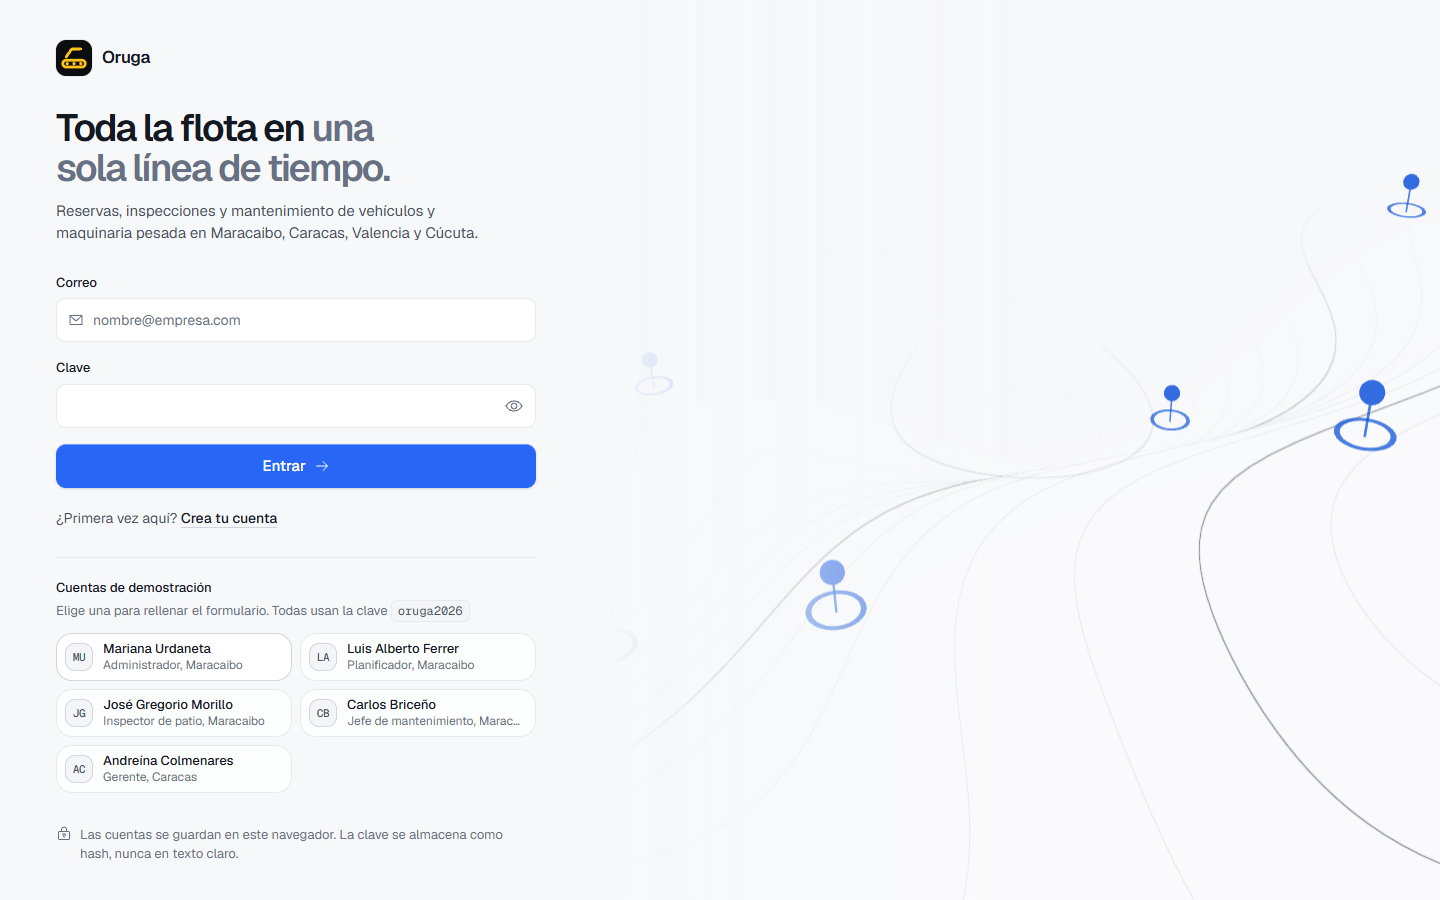 Oruga
Toda la flota en una
sola línea de tiempo.
Reservas, inspecciones y mantenimiento de vehículos y
maquinaria pesada en Maracaibo, Caracas, Valencia y Cúcuta.
Correo
nombre@empresa.com
Clave
Entrar
¿Primera vez aquí? Crea tu cuenta
Cuentas de demostración
Elige una para rellenar el formulario. Todas usan la clave oruga2026
MU
Mariana Urdaneta
Administrador, Maracaibo
LA
Luis Alberto Ferrer
Planificador, Maracaibo
JG
José Gregorio Morillo
Inspector de patio, Maracaibo
CB
Carlos Briceño
Jefe de mantenimiento, Marac...
AC
Andreína Colmenares
Gerente, Caracas
Las cuentas se guardan en este navegador. La clave se almacena como
hash, nunca en texto claro.